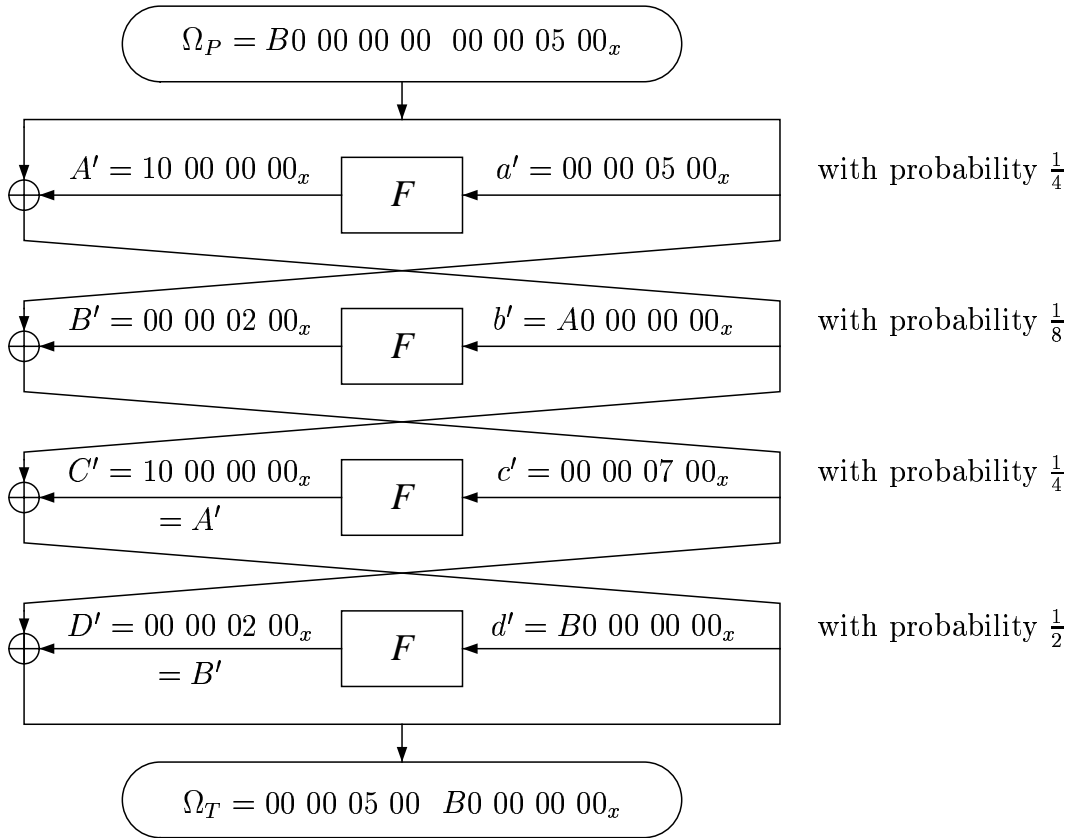 Ω_P = B0 00 00 00 00 00 05 00_x
A′ = 10 00 00 00_x F a′ = 00 00 05 00_x with probability 1/4
B′ = 00 00 02 00_x F b′ = A0 00 00 00_x with probability 1/8
C′ = 10 00 00 00_x F c′ = 00 00 07 00_x with probability 1/4
= A′
D′ = 00 00 02 00_x F d′ = B0 00 00 00_x with probability 1/2
= B′
Ω_T = 00 00 05 00 B0 00 00 00_x